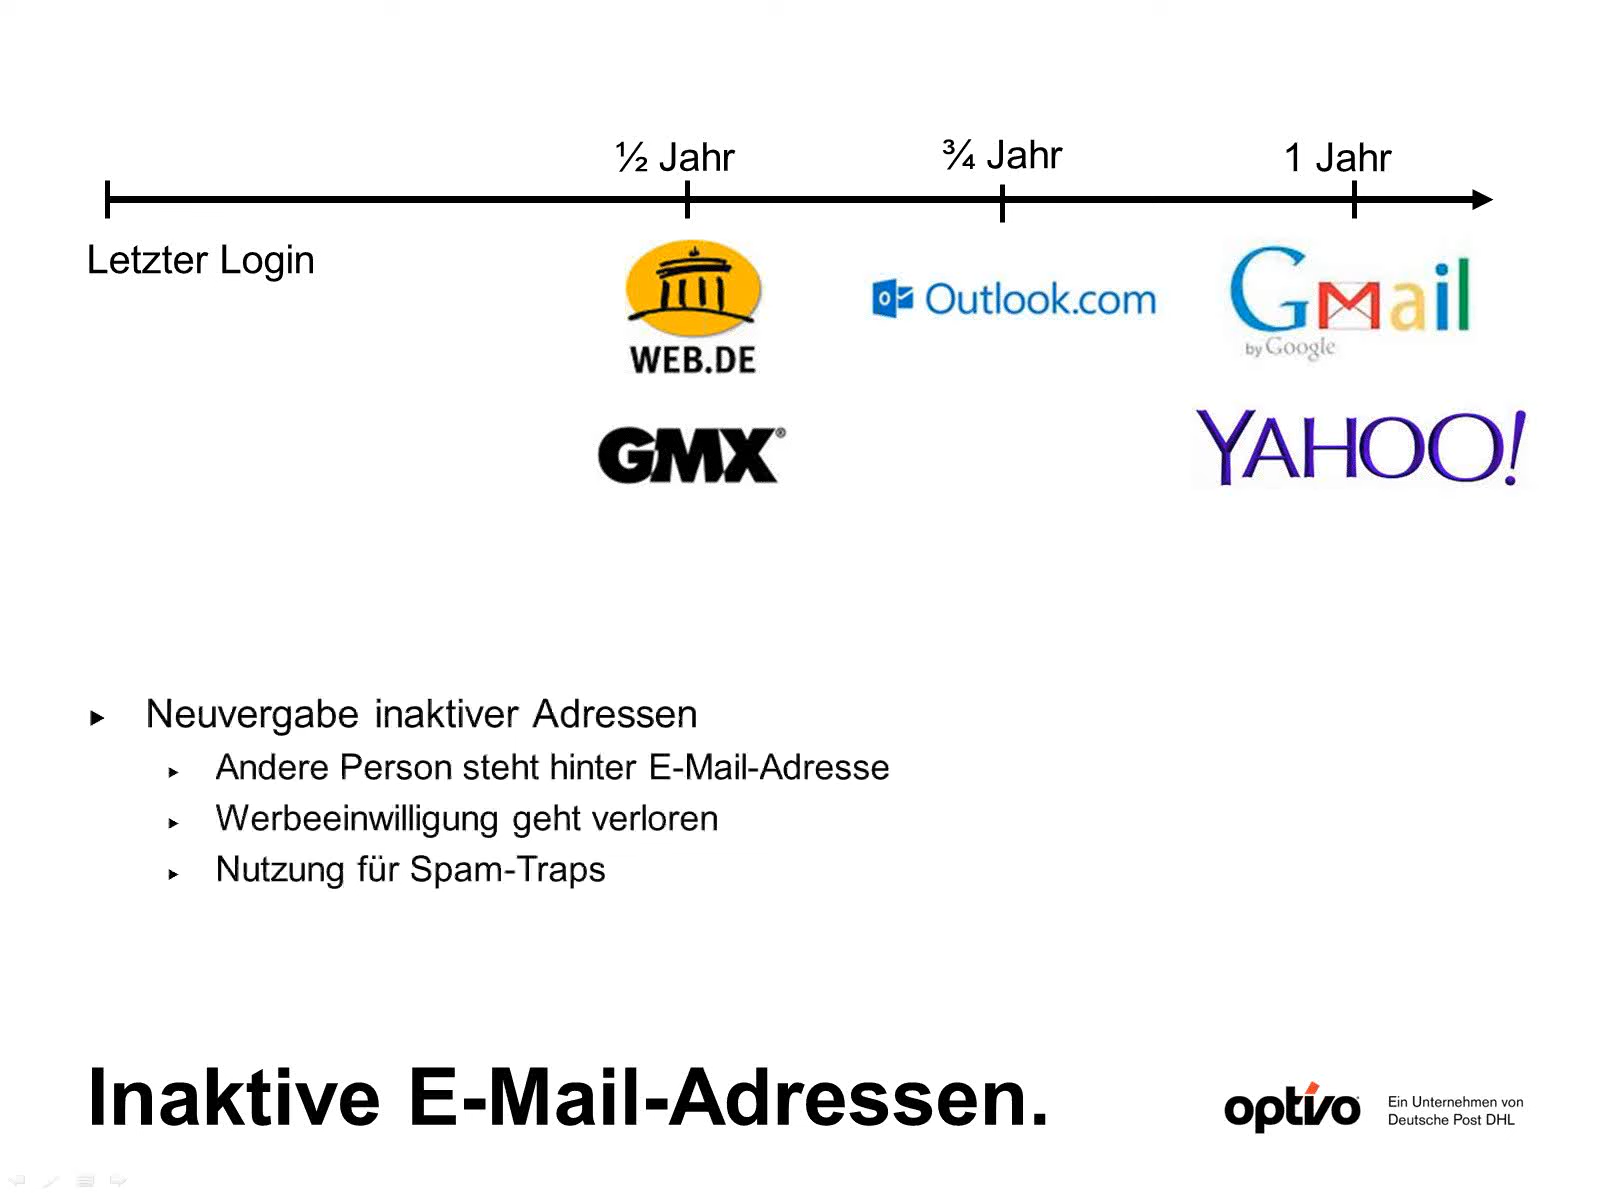 ½ Jahr
¾ Jahr
1 Jahr
Letzter Login
WEB.DE
Outlook.com
Gmail
by Google
GMX®
YAHOO!
Neuvergabe inaktiver Adressen
Andere Person steht hinter E-Mail-Adresse
Werbeeinwilligung geht verloren
Nutzung für Spam-Traps
Inaktive E-Mail-Adressen.
optivo
Ein Unternehmen von
Deutsche Post DHL